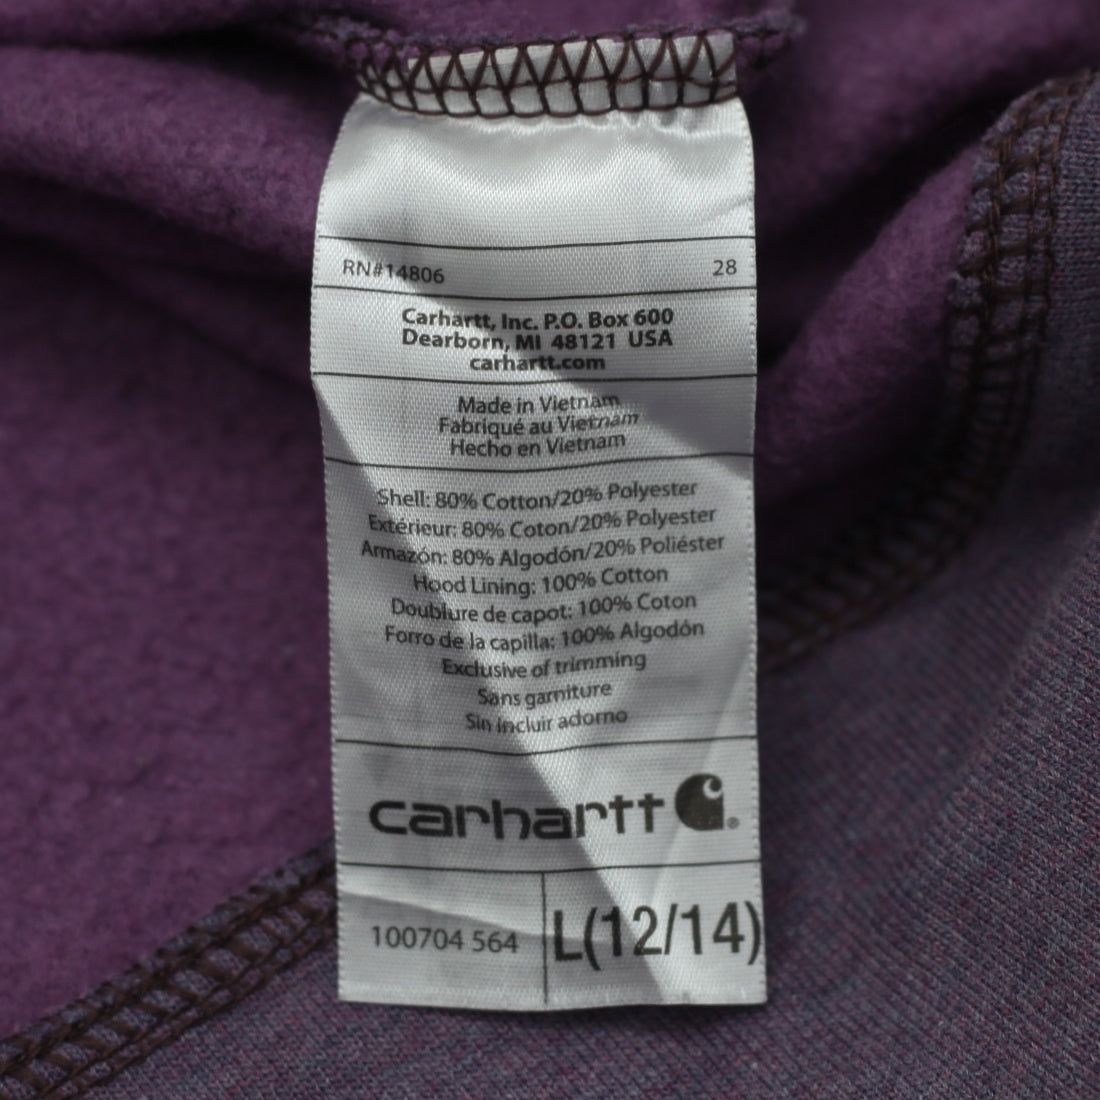 RN#14806 28
Carhartt, Inc. P.O. Box 600
Dearborn, MI 48121 USA
carhartt.com
Made in Vietnam
Fabriqué au Vietnam
Hecho en Vietnam
Shell: 80% Cotton/20% Polyester
Extérieur: 80% Coton/20% Polyester
Armazón: 80% Algodón/20% Poliéster
Hood Lining: 100% Cotton
Doublure de capot: 100% Coton
Forro de la capilla: 100% Algodón
Exclusive of trimming
Sans garniture
Sin incluir adorno
carhartt®
100704 564 L(12/14)